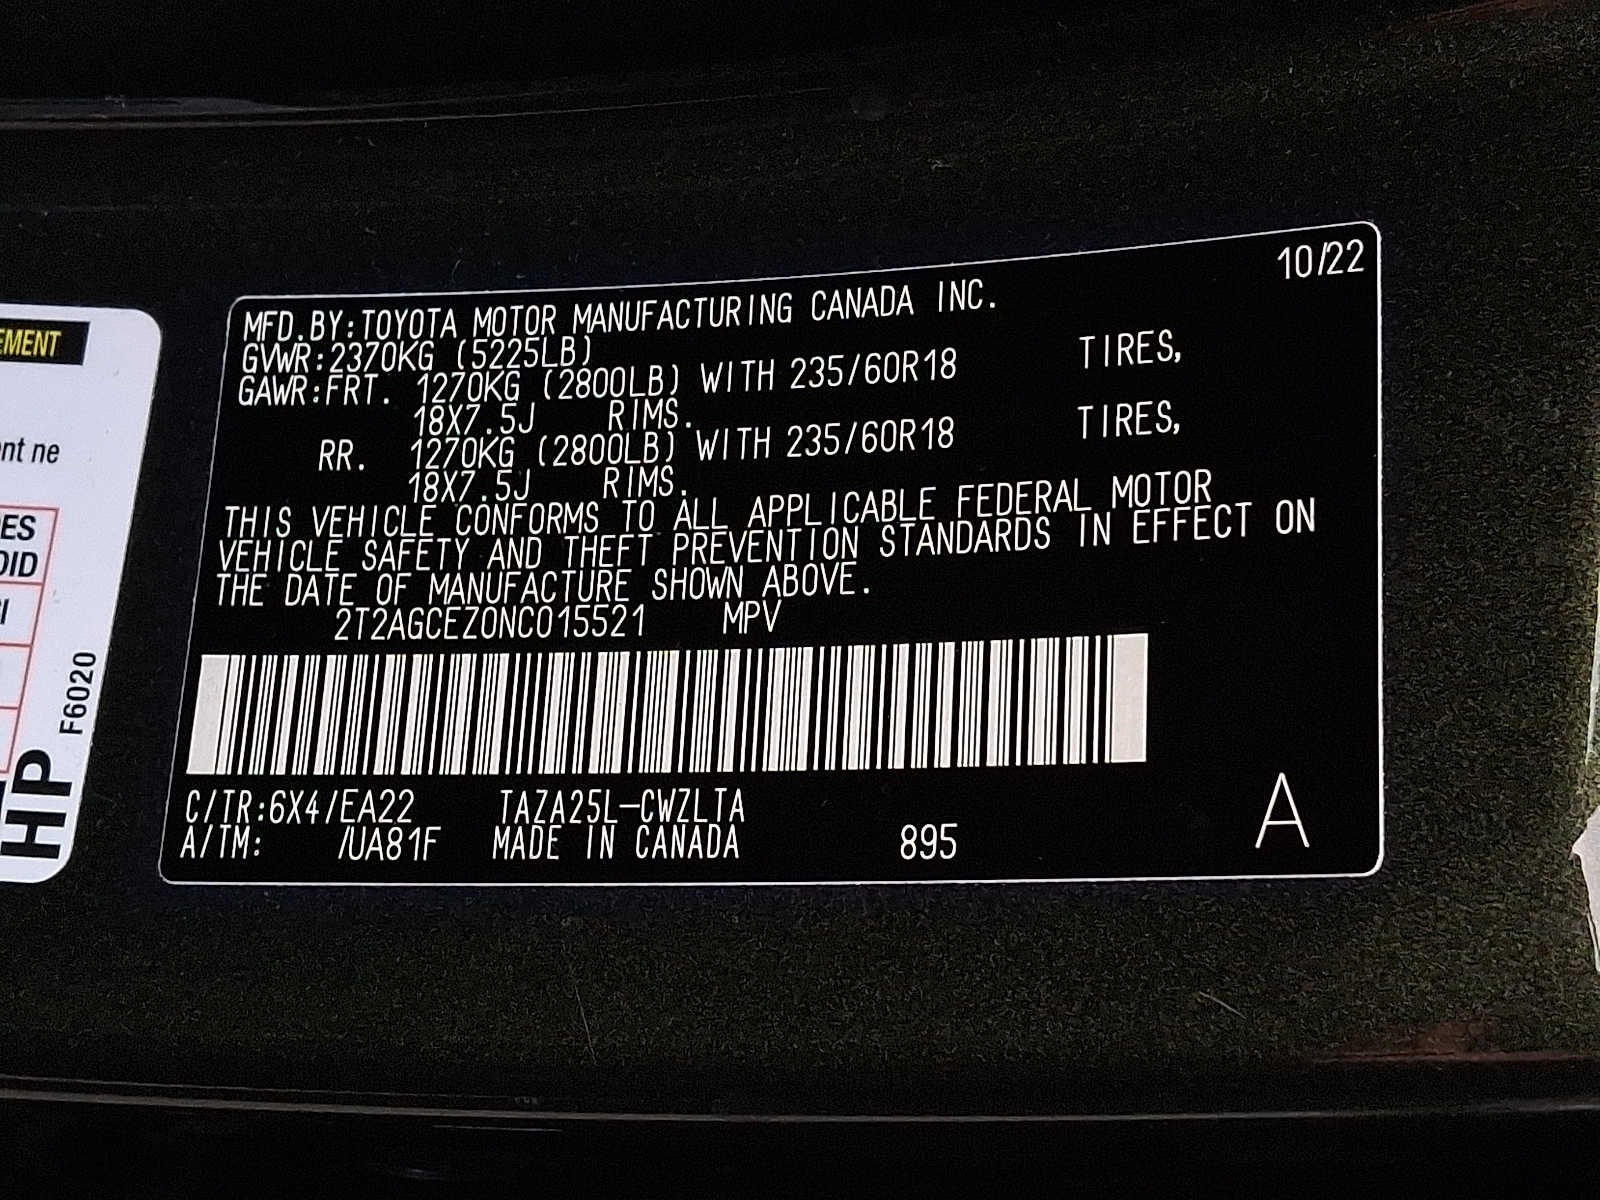 EMENT
nt ne
ES
OID
F6020
HP
10/22
MFD.BY:TOYOTA MOTOR MANUFACTURING CANADA INC.
GVWR:2370KG (5225LB)
GAWR:FRT. 1270KG (2800LB) WITH 235/60R18 TIRES,
18X7.5J RIMS.
RR. 1270KG (2800LB) WITH 235/60R18 TIRES,
18X7.5J RIMS.
THIS VEHICLE CONFORMS TO ALL APPLICABLE FEDERAL MOTOR
VEHICLE SAFETY AND THEFT PREVENTION STANDARDS IN EFFECT ON
THE DATE OF MANUFACTURE SHOWN ABOVE.
2T2AGCEZ0NC015521 MPV
C/TR:6X4/EA22 TAZA25L-CWZLTA
A/TM: /UA81F MADE IN CANADA 895
A